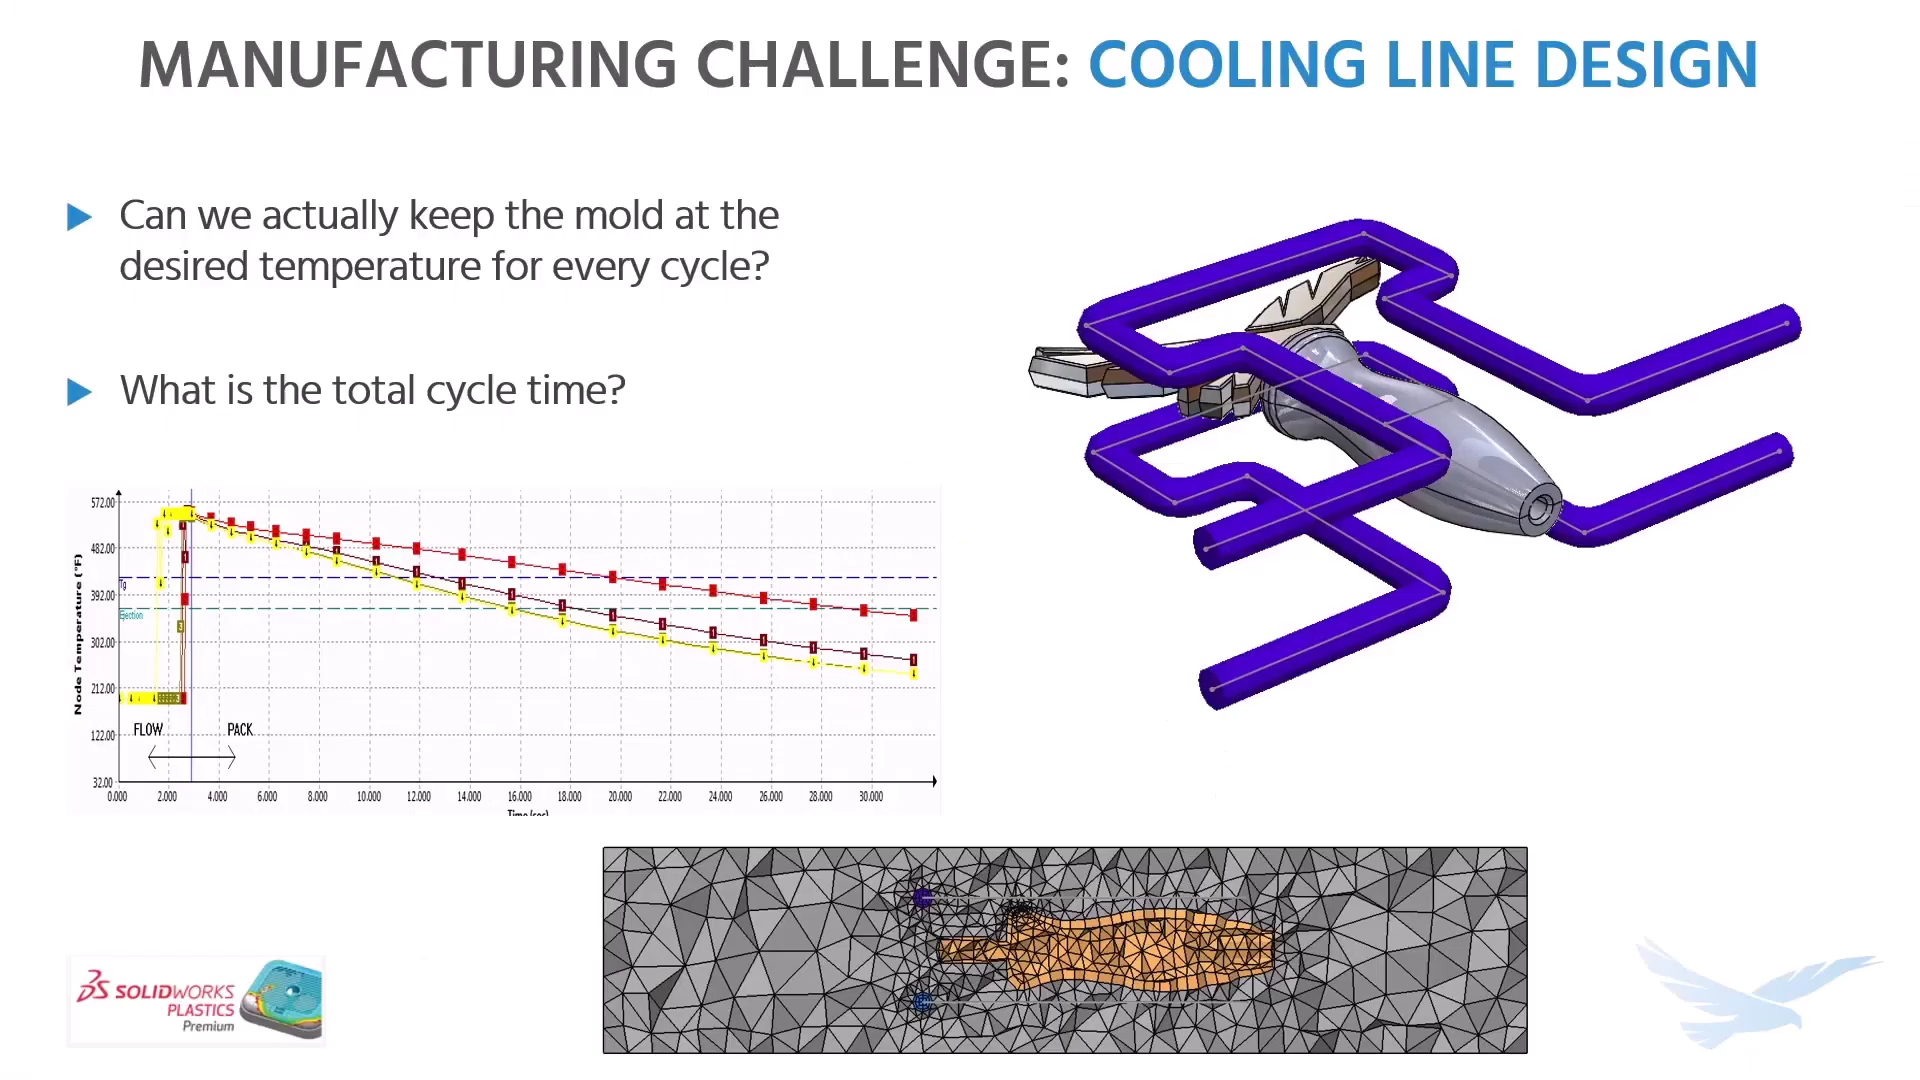 MANUFACTURING CHALLENGE: COOLING LINE DESIGN
Can we actually keep the mold at the
desired temperature for every cycle?
What is the total cycle time?
Node Temperature (°F)
572.00
482.00
392.00
302.00
212.00
122.00
32.00
Tg
Ejection
FLOW PACK
0.000 2.000 4.000 6.000 8.000 10.000 12.000 14.000 16.000 18.000 20.000 22.000 24.000 26.000 28.000 30.000
Time (sec)
SOLIDWORKS
PLASTICS
Premium